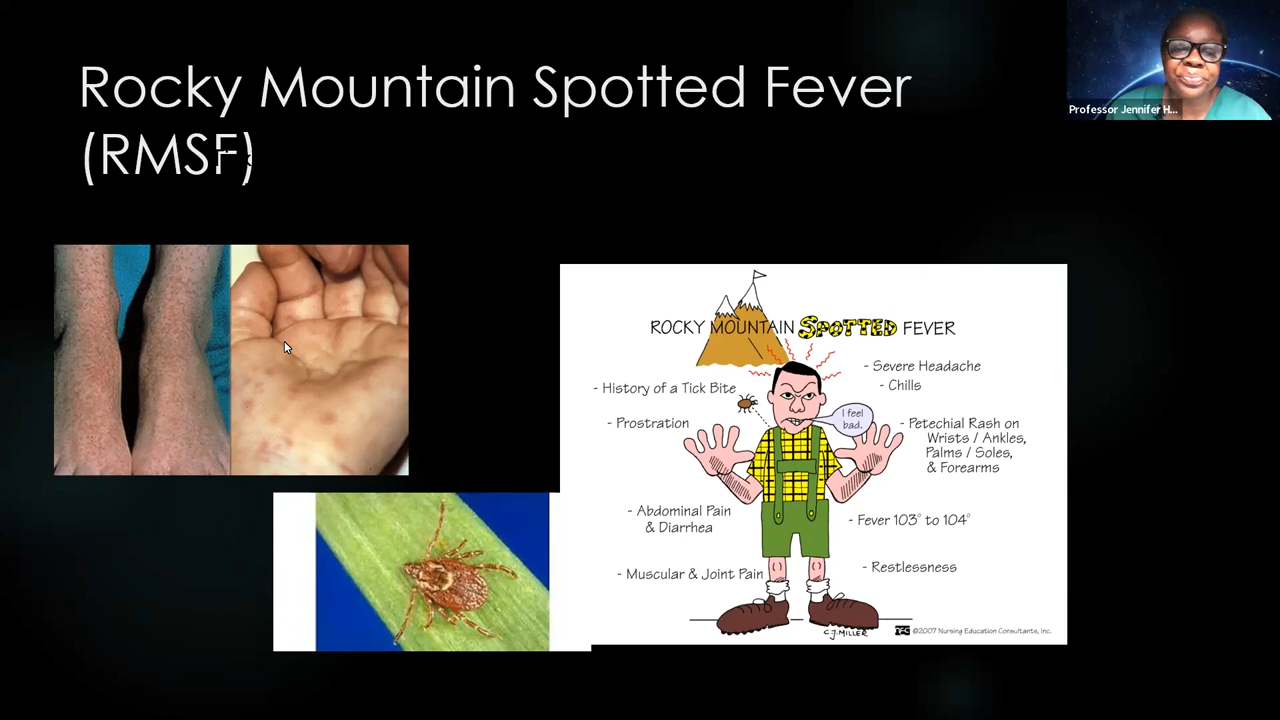 Rocky Mountain Spotted Fever
(RMSF)
Professor Jennifer H...
ROCKY MOUNTAIN SPOTTED FEVER
- History of a Tick Bite
- Prostration
- Abdominal Pain
& Diarrhea
- Muscular & Joint Pain
I feel
bad.
- Severe Headache
- Chills
- Petechial Rash on
Wrists / Ankles,
Palms / Soles,
& Forearms
- Fever 103° to 104°
- Restlessness
C.J.MILLER
NEC ©2007 Nursing Education Consultants, Inc.